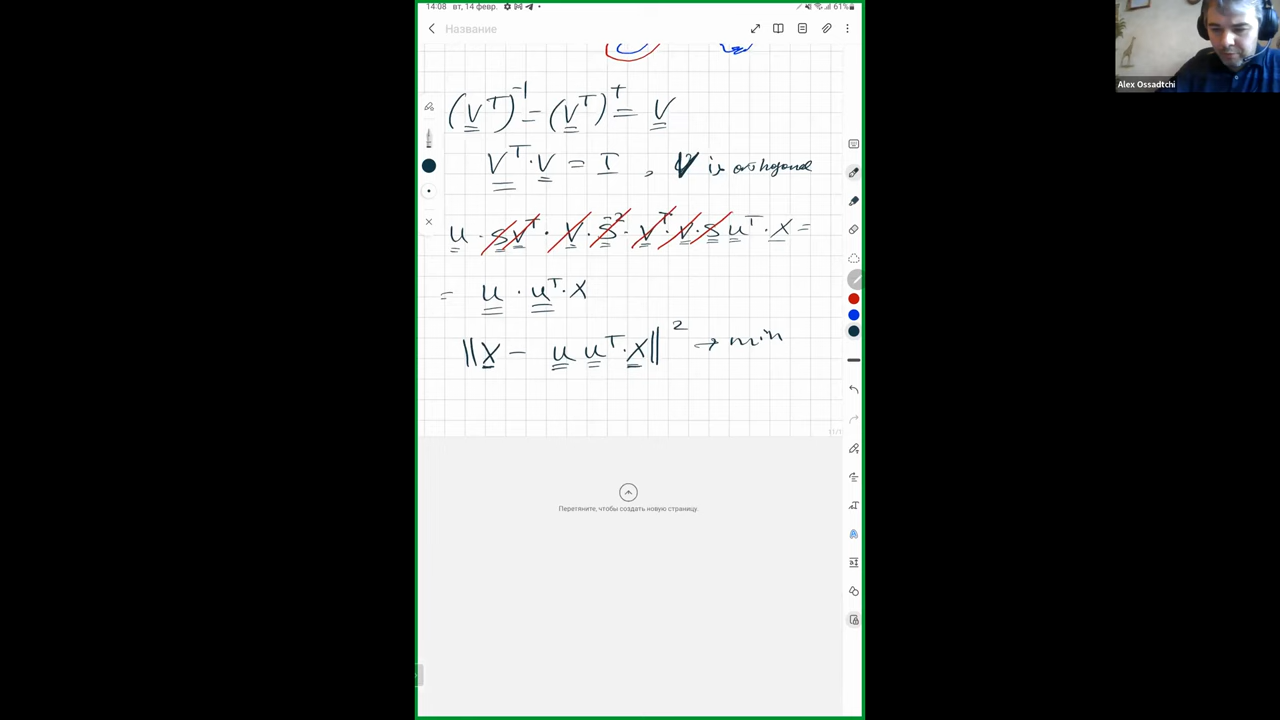 14:08 вт, 14 февр.
61%
Название
Alex Ossadtchi
(V^T)^-1 = (V^T)^T = V
V^T · V = I , V is orthogonal
u · S V^T · V · S^-2 · V^T · V · S u^T · X =
= u · u^T · X
||X - u u^T · X||^2 → min
Перетяните, чтобы создать новую страницу.